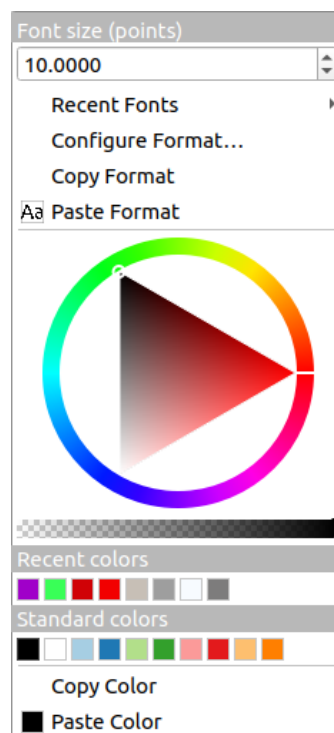 Font size (points)
10.0000
Recent Fonts
Configure Format…
Copy Format
Aa Paste Format
Recent colors
Standard colors
Copy Color
Paste Color